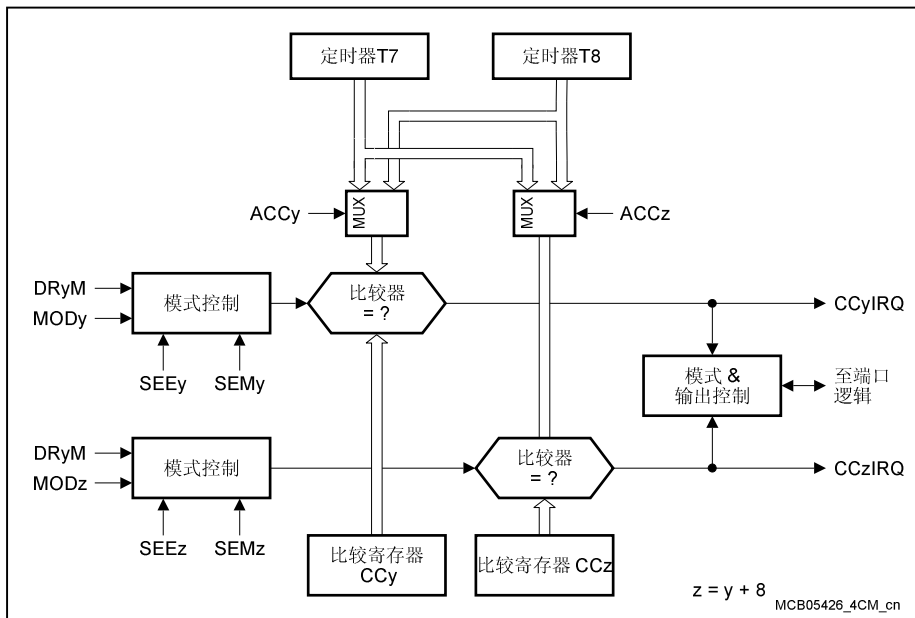 定时器T7
定时器T8
ACCy
MUX
MUX
ACCz
DRyM
MODy
模式控制
比较器
= ?
CCyIRQ
SEEy
SEMy
模式 &
输出控制
至端口
逻辑
DRyM
MODz
模式控制
比较器
= ?
CCzIRQ
SEEz
SEMz
比较寄存器
CCy
比较寄存器 CCz
z = y + 8
MCB05426_4CM_cn